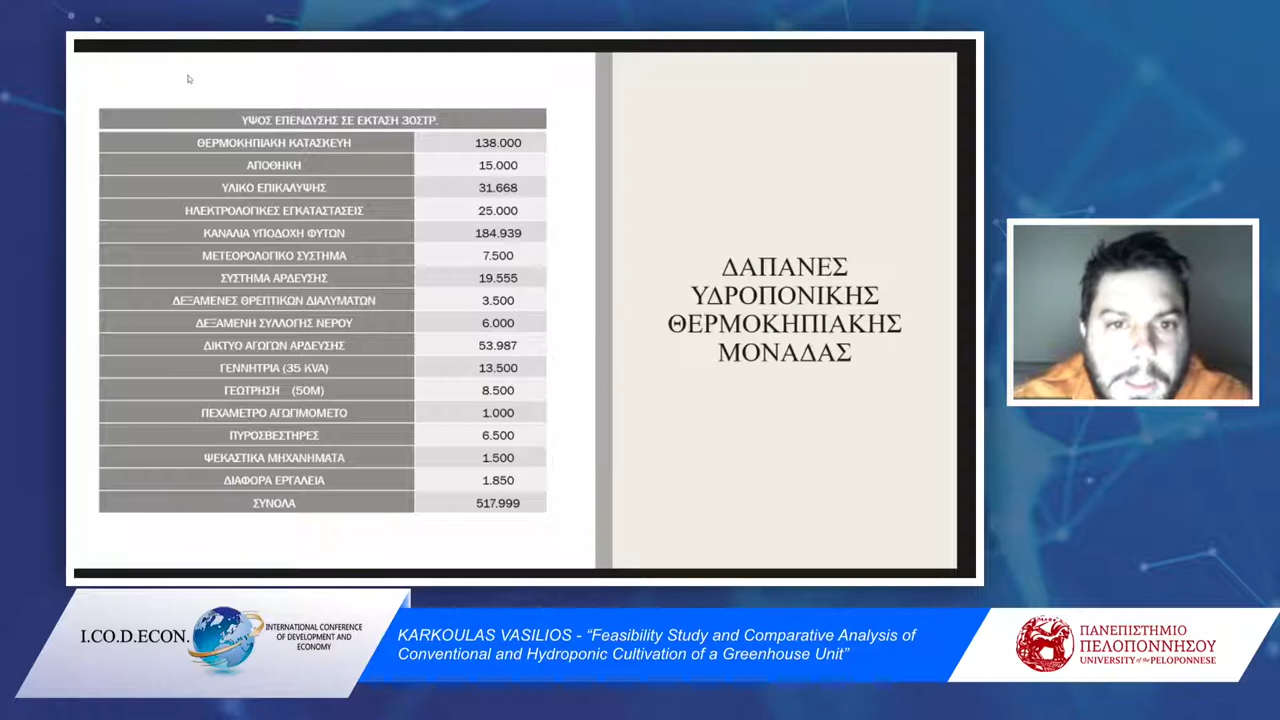 ΥΨΟΣ ΕΠΕΝΔΥΣΗΣ ΣΕ ΕΚΤΑΣΗ 30ΣΤΡ.
ΘΕΡΜΟΚΗΠΙΑΚΗ ΚΑΤΑΣΚΕΥΗ 138.000
ΑΠΟΘΗΚΗ 15.000
ΥΛΙΚΟ ΕΠΙΚΑΛΥΨΗΣ 31.668
ΗΛΕΚΤΡΟΛΟΓΙΚΕΣ ΕΓΚΑΤΑΣΤΑΣΕΙΣ 25.000
ΚΑΝΑΛΙΑ ΥΠΟΔΟΧΗ ΦΥΤΩΝ 184.939
ΜΕΤΕΟΡΟΛΟΓΙΚΟ ΣΥΣΤΗΜΑ 7.500
ΣΥΣΤΗΜΑ ΑΡΔΕΥΣΗΣ 19.555
ΔΕΞΑΜΕΝΕΣ ΘΡΕΠΤΙΚΩΝ ΔΙΑΛΥΜΑΤΩΝ 3.500
ΔΕΞΑΜΕΝΗ ΣΥΛΛΟΓΗΣ ΝΕΡΟΥ 6.000
ΔΙΚΤΥΟ ΑΓΩΓΩΝ ΑΡΔΕΥΣΗΣ 53.987
ΓΕΝΝΗΤΡΙΑ (35 KVA) 13.500
ΓΕΩΤΡΗΣΗ (50Μ) 8.500
ΠΕΧΑΜΕΤΡΟ ΑΓΩΓΙΜΟΜΕΤΟ 1.000
ΠΥΡΟΣΒΕΣΤΗΡΕΣ 6.500
ΨΕΚΑΣΤΙΚΑ ΜΗΧΑΝΗΜΑΤΑ 1.500
ΔΙΑΦΟΡΑ ΕΡΓΑΛΕΙΑ 1.850
ΣΥΝΟΛΑ 517.999
ΔΑΠΑΝΕΣ
ΥΔΡΟΠΟΝΙΚΗΣ
ΘΕΡΜΟΚΗΠΙΑΚΗΣ
ΜΟΝΑΔΑΣ
I.CO.D.ECON.
INTERNATIONAL CONFERENCE
OF DEVELOPMENT AND
ECONOMY
KARKOULAS VASILIOS - “Feasibility Study and Comparative Analysis of
Conventional and Hydroponic Cultivation of a Greenhouse Unit”
ΠΑΝΕΠΙΣΤΗΜΙΟ
ΠΕΛΟΠΟΝΝΗΣΟΥ
UNIVERSITY of the PELOPONNESE